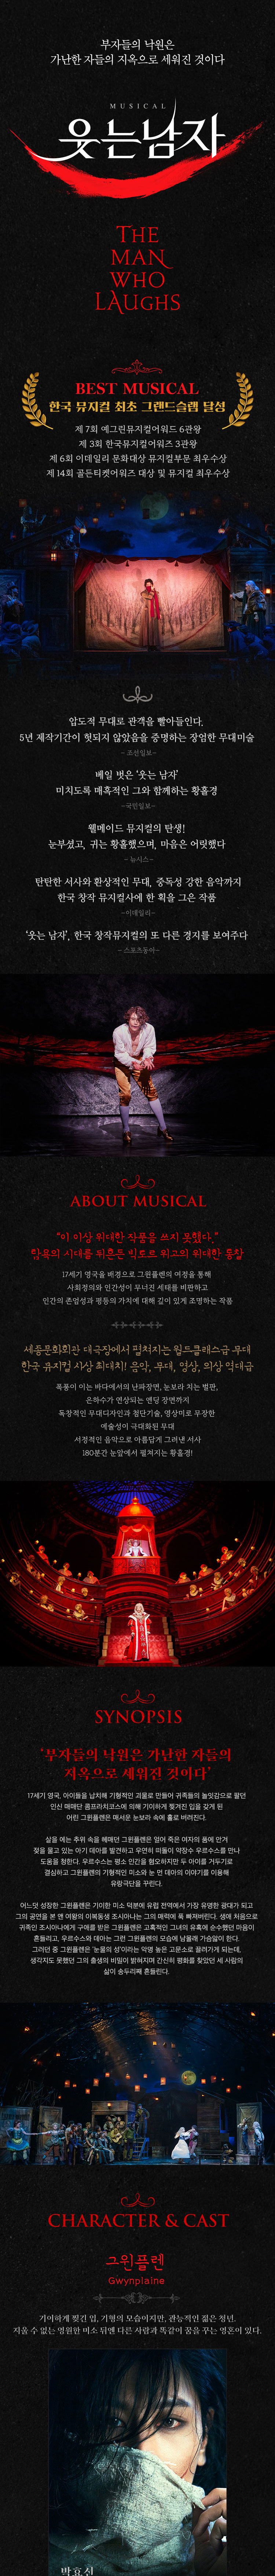 부자들의 낙원은
가난한 자들의 지옥으로 세워진 것이다
MUSICAL
웃는남자
THE
MAN
WHO
LAUGHS
BEST MUSICAL
한국 뮤지컬 최초 그랜드슬램 달성
제 7회 예그린뮤지컬어워드 6관왕
제 3회 한국뮤지컬어워즈 3관왕
제 6회 이데일리 문화대상 뮤지컬부문 최우수상
제 14회 골든티켓어워즈 대상 및 뮤지컬 최우수상
압도적 무대로 관객을 빨아들인다.
5년 제작기간이 헛되지 않았음을 증명하는 장엄한 무대미술
- 조선일보-
베일 벗은 ‘웃는 남자’
미치도록 매혹적인 그와 함께하는 황홀경
-국민일보-
웰메이드 뮤지컬의 탄생!
눈부셨고, 귀는 황홀했으며, 마음은 어릿했다
- 뉴시스-
탄탄한 서사와 환상적인 무대, 중독성 강한 음악까지
한국 창작 뮤지컬사에 한 획을 그은 작품
-이데일리-
‘웃는 남자’, 한국 창작뮤지컬의 또 다른 경지를 보여주다
- 스포츠동아-
ABOUT MUSICAL
“이 이상 위대한 작품을 쓰지 못했다.”
탐욕의 시대를 뒤흔든 빅토르 위고의 위대한 통찰
17세기 영국을 배경으로 그윈플렌의 여정을 통해
사회정의와 인간성이 무너진 세태를 비판하고
인간의 존엄성과 평등의 가치에 대해 깊이 있게 조명하는 작품
세종문화회관 대극장에서 펼쳐지는 월드클래스급 무대
한국 뮤지컬 사상 최대치! 음악, 무대, 영상, 의상 역대급
폭풍이 이는 바다에서의 난파장면, 눈보라 치는 벌판,
은하수가 연상되는 엔딩 장면까지
독창적인 무대디자인과 첨단기술, 영상미로 무장한
예술성이 극대화된 무대
서정적인 음악으로 아름답게 그려낸 서사
180분간 눈앞에서 펼쳐지는 황홀경!
SYNOPSIS
‘부자들의 낙원은 가난한 자들의
지옥으로 세워진 것이다’
17세기 영국, 아이들을 납치해 기형적인 괴물로 만들어 귀족들의 놀잇감으로 팔던
인신 매매단 콤프라치코스에 의해 기이하게 찢겨진 입을 갖게 된
어린 그윈플렌은 매서운 눈보라 속에 홀로 버려진다.
살을 에는 추위 속을 헤매던 그윈플렌은 얼어 죽은 여자의 품에 안겨
젖을 물고 있는 아기 데아를 발견하고 우연히 떠돌이 약장수 우르수스를 만나
도움을 청한다. 우르수스는 평소 인간을 혐오하지만 두 아이를 거두기로
결심하고 그윈플렌의 기형적인 미소와 눈 먼 데아의 이야기를 이용해
유랑극단을 꾸린다.
어느덧 성장한 그윈플렌은 기이한 미소 덕분에 유럽 전역에서 가장 유명한 광대가 되고
그의 공연을 본 앤 여왕의 이복동생 조시아나는 그의 매력에 푹 빠져버린다. 생에 처음으로
귀족인 조시아나에게 구애를 받은 그윈플렌은 고혹적인 그녀의 유혹에 순수했던 마음이
흔들리고, 우르수스와 데아는 그런 그윈플렌의 모습에 남몰래 가슴앓이 한다.
그러던 중 그윈플렌은 ‘눈물의 성’이라는 악명 높은 고문소로 끌려가게 되는데,
생각지도 못했던 그의 출생의 비밀이 밝혀지며 간신히 평화를 찾았던 세 사람의
삶이 송두리째 흔들린다.
CHARACTER & CAST
그윈플렌
Gwynplaine
기이하게 찢긴 입, 기형의 모습이지만, 관능적인 젊은 청년.
지울 수 없는 영원한 미소 뒤엔 다른 사람과 똑같이 꿈을 꾸는 영혼이 있다.
박효신